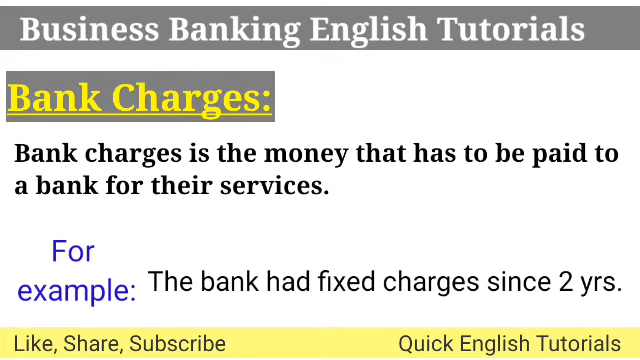 Business Banking English Tutorials
Bank Charges:
Bank charges is the money that has to be paid to
a bank for their services.
For
example:
The bank had fixed charges since 2 yrs.
Like, Share, Subscribe
Quick English Tutorials